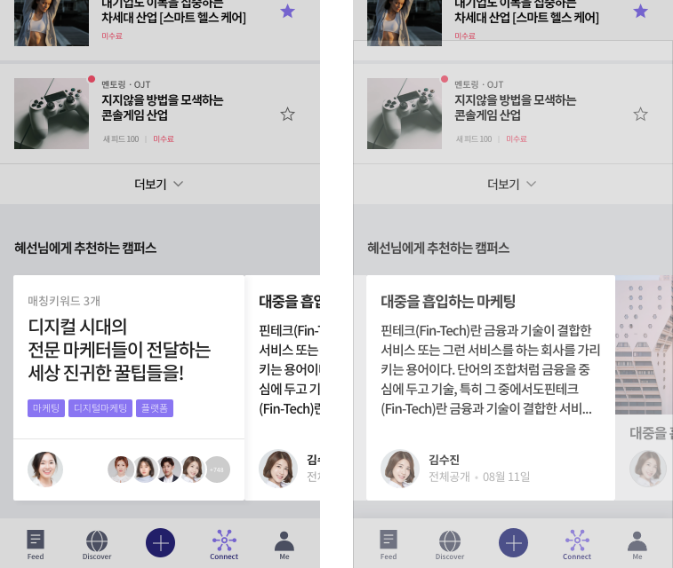 대기업도 이목을 집중하는
차세대 산업 [스마트 헬스 케어]
미수료
멘토링 · OJT
지지않을 방법을 모색하는
콘솔게임 산업
새 피드 100 | 미수료
더보기
혜선님에게 추천하는 캠퍼스
매칭키워드 3개
디지컬 시대의
전문 마케터들이 전달하는
세상 진귀한 꿀팁들을!
마케팅 디지털마케팅 플랫폼
대중을 흡입
핀테크(Fin-T
서비스 또는
키는 용어이다
심에 두고 기
(Fin-Tech)란
김수
전체
Feed Discover Connect Me
대기업도 이목을 집중하는
차세대 산업 [스마트 헬스 케어]
미수료
멘토링 · OJT
지지않을 방법을 모색하는
콘솔게임 산업
새 피드 100 | 미수료
더보기
혜선님에게 추천하는 캠퍼스
대중을 흡입하는 마케팅
핀테크(Fin-Tech)란 금융과 기술이 결합한
서비스 또는 그런 서비스를 하는 회사를 가리
키는 용어이다. 단어의 조합처럼 금융을 중
심에 두고 기술, 특히 그 중에서도핀테크
(Fin-Tech)란 금융과 기술이 결합한 서비...
김수진
전체공개 · 08월 11일
대중을
Feed Discover Connect Me